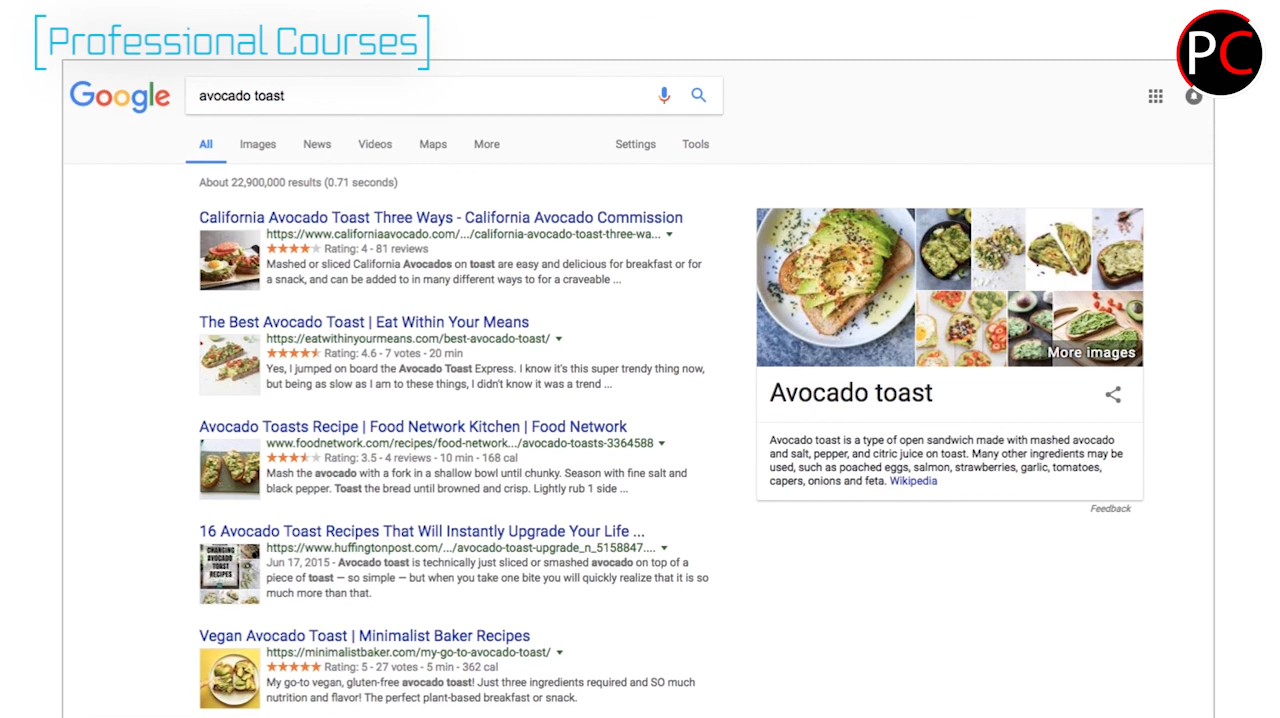 [Professional Courses]
PC
Google
avocado toast
All Images News Videos Maps More Settings Tools
About 22,900,000 results (0.71 seconds)
California Avocado Toast Three Ways - California Avocado Commission
https://www.californiaavocado.com/.../california-avocado-toast-three-wa...
Rating: 4 - 81 reviews
Mashed or sliced California Avocados on toast are easy and delicious for breakfast or for
a snack, and can be added to in many different ways to for a craveable ...
The Best Avocado Toast | Eat Within Your Means
https://eatwithinyourmeans.com/best-avocado-toast/
Rating: 4.6 - 7 votes - 20 min
Yes, I jumped on board the Avocado Toast Express. I know it's this super trendy thing now,
but being as slow as I am to these things, I didn't know it was a trend ...
Avocado Toasts Recipe | Food Network Kitchen | Food Network
www.foodnetwork.com/recipes/food-network.../avocado-toasts-3364588
Rating: 3.5 - 4 reviews - 10 min - 168 cal
Mash the avocado with a fork in a shallow bowl until chunky. Season with fine salt and
black pepper. Toast the bread until browned and crisp. Lightly rub 1 side ...
16 Avocado Toast Recipes That Will Instantly Upgrade Your Life ...
https://www.huffingtonpost.com/.../avocado-toast-upgrade_n_5158847....
CHANGING
AVOCADO
TOAST
RECIPES
Jun 17, 2015 - Avocado toast is technically just sliced or smashed avocado on top of a
piece of toast — so simple — but when you take one bite you will quickly realize that it is so
much more than that.
Vegan Avocado Toast | Minimalist Baker Recipes
https://minimalistbaker.com/my-go-to-avocado-toast/
Rating: 5 - 27 votes - 5 min - 362 cal
My go-to vegan, gluten-free avocado toast! Just three ingredients required and SO much
nutrition and flavor! The perfect plant-based breakfast or snack.
More images
Avocado toast
Avocado toast is a type of open sandwich made with mashed avocado
and salt, pepper, and citric juice on toast. Many other ingredients may be
used, such as poached eggs, salmon, strawberries, garlic, tomatoes,
capers, onions and feta. Wikipedia
Feedback